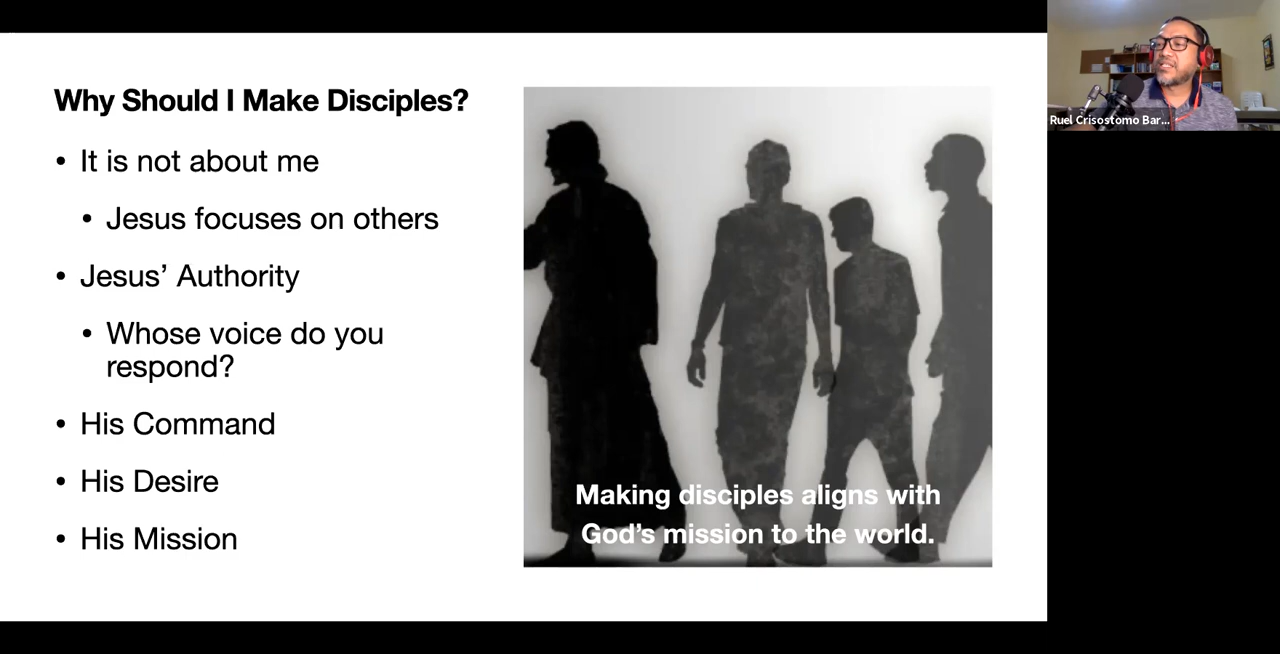 Why Should I Make Disciples?
• It is not about me
• Jesus focuses on others
• Jesus’ Authority
• Whose voice do you
respond?
• His Command
• His Desire
• His Mission
Making disciples aligns with
God’s mission to the world.
Ruel Crisostomo Bar...